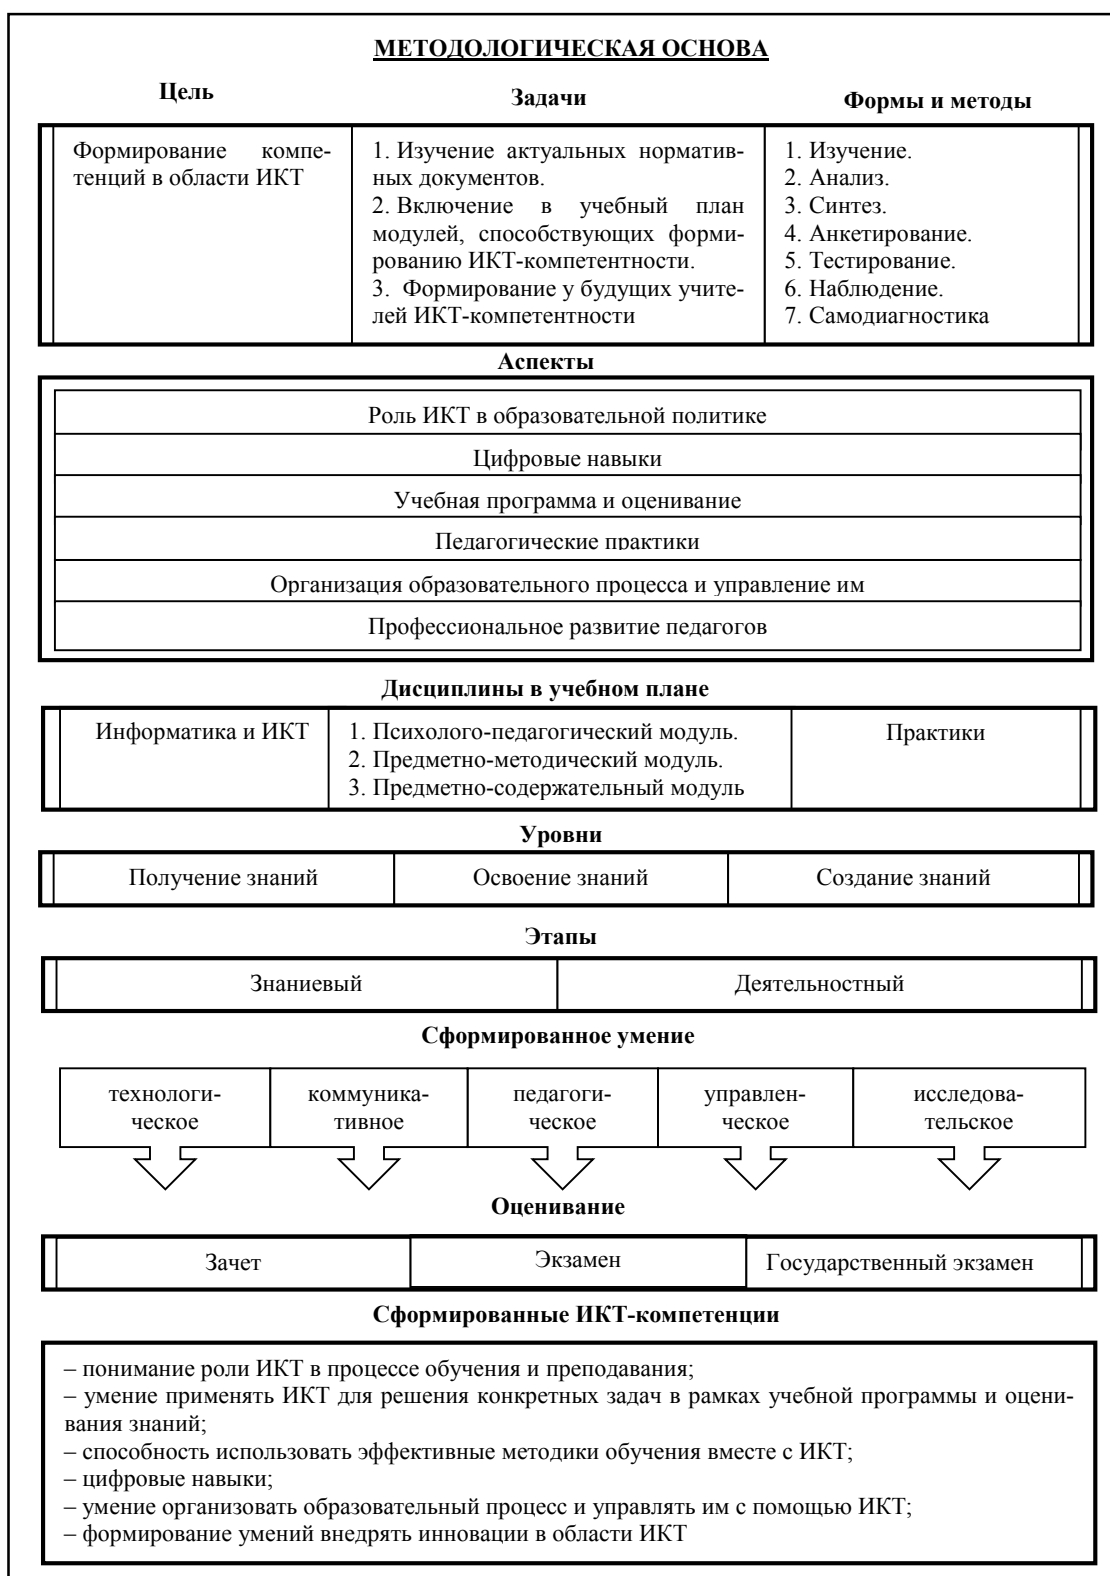 МЕТОДОЛОГИЧЕСКАЯ ОСНОВА
Цель
Задачи
Формы и методы
Формирование компе-
тенций в области ИКТ
1. Изучение актуальных норматив-
ных документов.
2. Включение в учебный план
модулей, способствующих форми-
рованию ИКТ-компетентности.
3. Формирование у будущих учите-
лей ИКТ-компетентности
1. Изучение.
2. Анализ.
3. Синтез.
4. Анкетирование.
5. Тестирование.
6. Наблюдение.
7. Самодиагностика
Аспекты
Роль ИКТ в образовательной политике
Цифровые навыки
Учебная программа и оценивание
Педагогические практики
Организация образовательного процесса и управление им
Профессиональное развитие педагогов
Дисциплины в учебном плане
Информатика и ИКТ
1. Психолого-педагогический модуль.
2. Предметно-методический модуль.
3. Предметно-содержательный модуль
Практики
Уровни
Получение знаний
Освоение знаний
Создание знаний
Этапы
Знаниевый
Деятельностный
Сформированное умение
технологи-
ческое
коммуника-
тивное
педагоги-
ческое
управлен-
ческое
исследова-
тельское
Оценивание
Зачет
Экзамен
Государственный экзамен
Сформированные ИКТ-компетенции
– понимание роли ИКТ в процессе обучения и преподавания;
– умение применять ИКТ для решения конкретных задач в рамках учебной программы и оцени-
вания знаний;
– способность использовать эффективные методики обучения вместе с ИКТ;
– цифровые навыки;
– умение организовать образовательный процесс и управлять им с помощью ИКТ;
– формирование умений внедрять инновации в области ИКТ